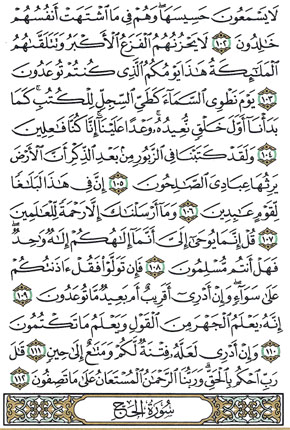 لَا يَسْمَعُونَ حَسِيسَهَا ۖ وَهُمْ فِى مَا ٱشْتَهَتْ أَنفُسُهُمْ
خَٰلِدُونَ ١٠٢ لَا يَحْزُنُهُمُ ٱلْفَزَعُ ٱلْأَكْبَرُ وَتَتَلَقَّىٰهُمُ
ٱلْمَلَٰٓئِكَةُ هَٰذَا يَوْمُكُمُ ٱلَّذِى كُنتُمْ تُوعَدُونَ
١٠٣ يَوْمَ نَطْوِى ٱلسَّمَآءَ كَطَىِّ ٱلسِّجِلِّ لِلْكُتُبِ ۚ كَمَا
بَدَأْنَآ أَوَّلَ خَلْقٍ نُّعِيدُهُۥ ۚ وَعْدًا عَلَيْنَآ ۚ إِنَّا كُنَّا فَٰعِلِينَ
١٠٤ وَلَقَدْ كَتَبْنَا فِى ٱلزَّبُورِ مِنۢ بَعْدِ ٱلذِّكْرِ أَنَّ ٱلْأَرْضَ
يَرِثُهَا عِبَادِىَ ٱلصَّٰلِحُونَ ١٠٥ إِنَّ فِى هَٰذَا لَبَلَٰغًا
لِّقَوْمٍ عَٰبِدِينَ ١٠٦ وَمَآ أَرْسَلْنَٰكَ إِلَّا رَحْمَةً لِّلْعَٰلَمِينَ
١٠٧ قُلْ إِنَّمَا يُوحَىٰٓ إِلَىَّ أَنَّمَآ إِلَٰهُكُمْ إِلَٰهٌ وَٰحِدٌ ۖ
فَهَلْ أَنتُم مُّسْلِمُونَ ١٠٨ فَإِن تَوَلَّوْا۟ فَقُلْ ءَاذَنتُكُمْ
عَلَىٰ سَوَآءٍ ۖ وَإِنْ أَدْرِىٓ أَقَرِيبٌ أَم بَعِيدٌ مَّا تُوعَدُونَ ١٠٩
إِنَّهُۥ يَعْلَمُ ٱلْجَهْرَ مِنَ ٱلْقَوْلِ وَيَعْلَمُ مَا تَكْتُمُونَ
١١٠ وَإِنْ أَدْرِى لَعَلَّهُۥ فِتْنَةٌ لَّكُمْ وَمَتَٰعٌ إِلَىٰ حِينٍ ١١١ قَٰلَ
رَبِّ ٱحْكُم بِٱلْحَقِّ ۗ وَرَبُّنَا ٱلرَّحْمَٰنُ ٱلْمُسْتَعَانُ عَلَىٰ مَا تَصِفُونَ ١١٢
سُورَةُ الحَجِّ